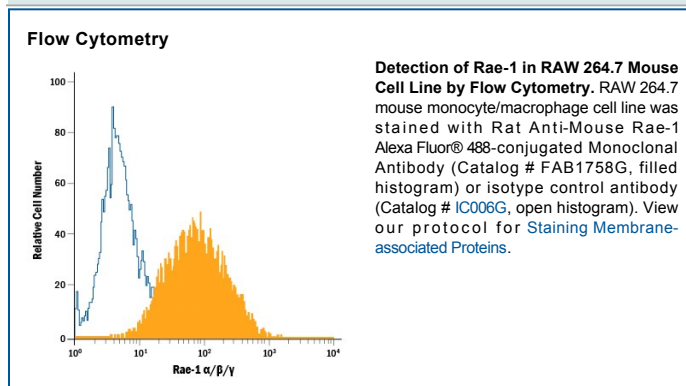 Flow Cytometry
100
80
60
40
20
0
Relative Cell Number
10⁰ 10¹ 10² 10³ 10⁴
Rae-1 α/β/γ
Detection of Rae-1 in RAW 264.7 Mouse
Cell Line by Flow Cytometry. RAW 264.7
mouse monocyte/macrophage cell line was
stained with Rat Anti-Mouse Rae-1
Alexa Fluor® 488-conjugated Monoclonal
Antibody (Catalog # FAB1758G, filled
histogram) or isotype control antibody
(Catalog # IC006G, open histogram). View
our protocol for Staining Membrane-
associated Proteins.